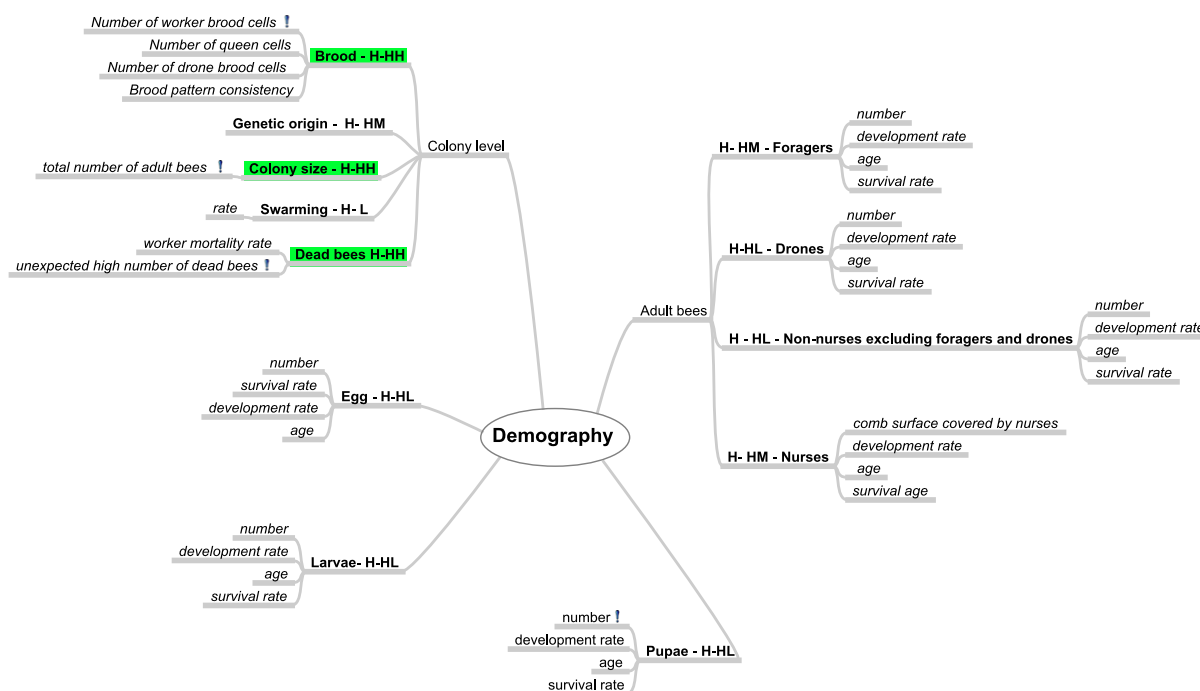 Number of worker brood cells !
Number of queen cells
Number of drone brood cells
Brood pattern consistency
Brood - H-HH
Genetic origin - H- HM
total number of adult bees !
Colony size - H-HH
rate
Swarming - H- L
worker mortality rate
unexpected high number of dead bees !
Dead bees H-HH
Colony level
number
survival rate
development rate
age
Egg - H-HL
Demography
number
development rate
age
survival rate
Larvae- H-HL
number !
development rate
age
survival rate
Pupae - H-HL
Adult bees
H- HM - Foragers
number
development rate
age
survival rate
H-HL - Drones
number
development rate
age
survival rate
H - HL - Non-nurses excluding foragers and drones
number
development rate
age
survival rate
H- HM - Nurses
comb surface covered by nurses
development rate
age
survival age